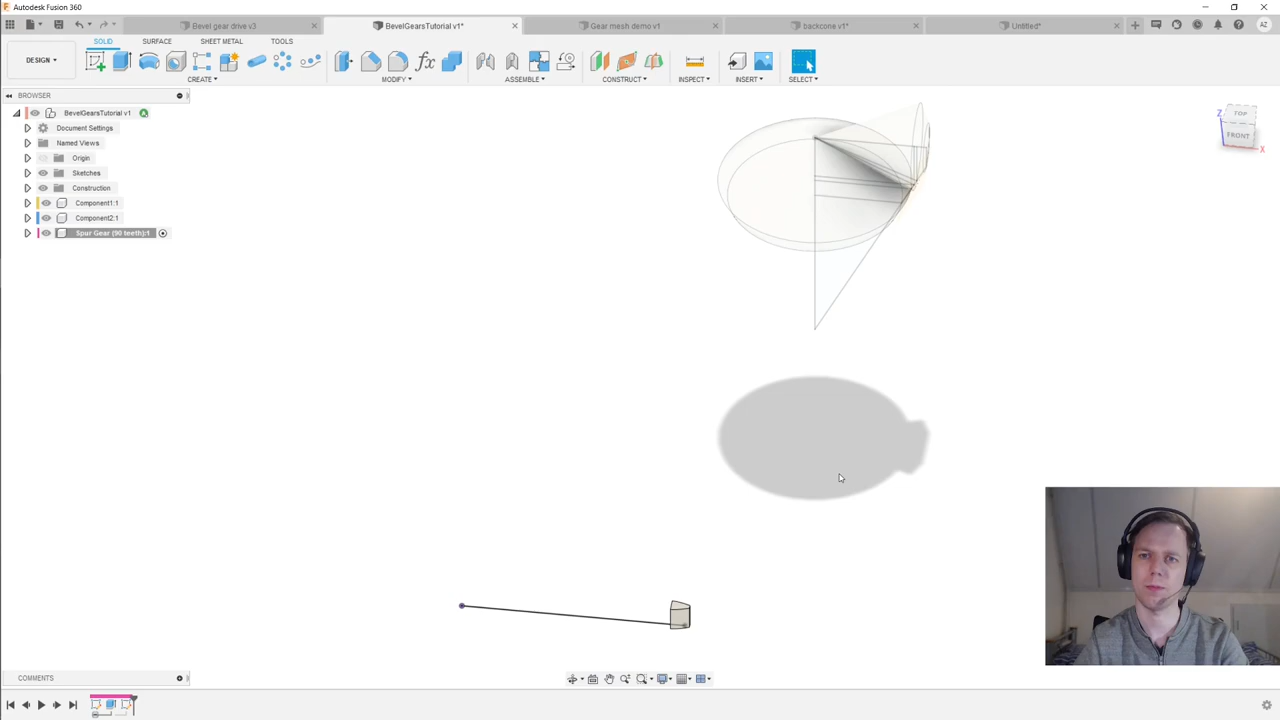 Autodesk Fusion 360
Bevel gear drive v3
BevelGearsTutorial v1*
Gear mesh demo v1
backcone v1*
Untitled*
AZ
DESIGN
SOLID
SURFACE
SHEET METAL
TOOLS
fx
CREATE
MODIFY
ASSEMBLE
CONSTRUCT
INSPECT
INSERT
SELECT
BROWSER
BevelGearsTutorial v1
Document Settings
Named Views
Origin
Sketches
Construction
Component1:1
Component2:1
Spur Gear (90 teeth):1
Z
TOP
FRONT
X
COMMENTS